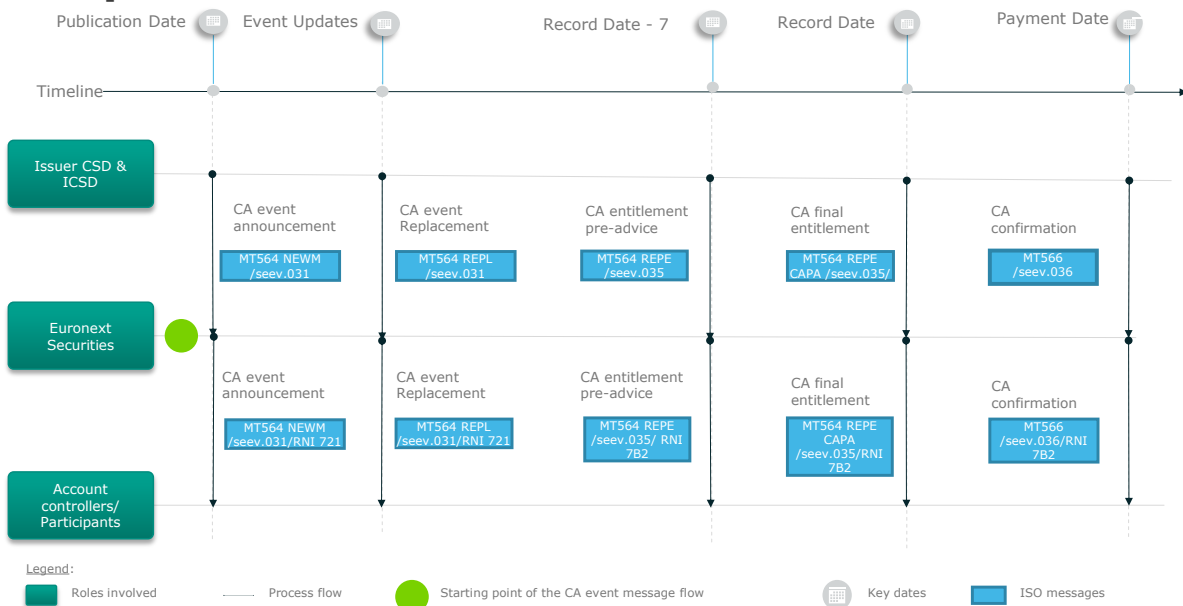 Publication Date
Event Updates
Record Date - 7
Record Date
Payment Date
Timeline
Issuer CSD &
ICSD
CA event
announcement
MT564 NEWM
/seev.031
CA event
Replacement
MT564 REPL
/seev.031
CA entitlement
pre-advice
MT564 REPE
/seev.035
CA final
entitlement
MT564 REPE
CAPA /seev.035/
CA
confirmation
MT566
/seev.036
Euronext
Securities
CA event
announcement
MT564 NEWM
/seev.031/RNI 721
CA event
Replacement
MT564 REPL
/seev.031/RNI 721
CA entitlement
pre-advice
MT564 REPE
/seev.035/ RNI
7B2
CA final
entitlement
MT564 REPE
CAPA
/seev.035/RNI
7B2
CA
confirmation
MT566
/seev.036/RNI
7B2
Account
controllers/
Participants
Legend:
Roles involved
Process flow
Starting point of the CA event message flow
Key dates
ISO messages